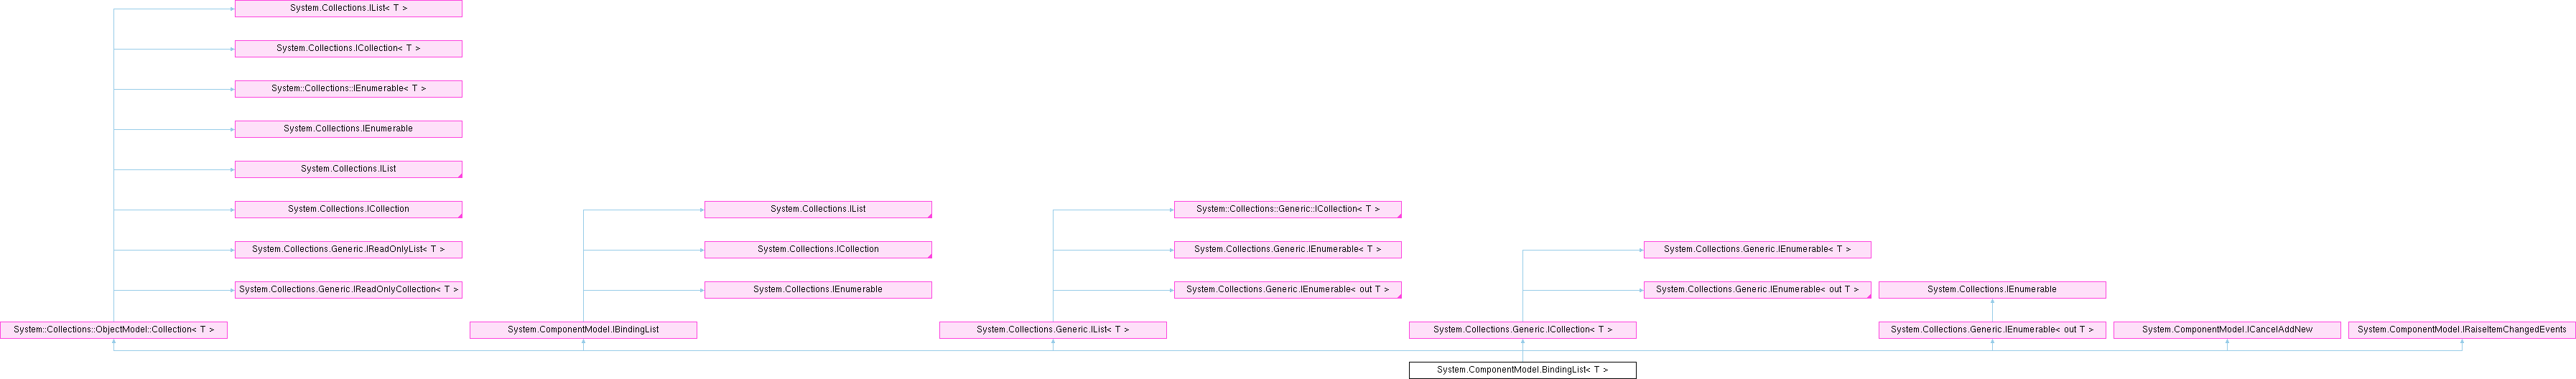 System.Collections.IList< T >
System.Collections.ICollection< T >
System::Collections::IEnumerable< T >
System.Collections.IEnumerable
System.Collections.IList
System.Collections.ICollection
System.Collections.Generic.IReadOnlyList< T >
System.Collections.Generic.IReadOnlyCollection< T >
System.Collections.IList
System.Collections.ICollection
System.Collections.IEnumerable
System::Collections::Generic::ICollection< T >
System.Collections.Generic.IEnumerable< T >
System.Collections.Generic.IEnumerable< out T >
System.Collections.Generic.IEnumerable< T >
System.Collections.Generic.IEnumerable< out T >
System.Collections.IEnumerable
System::Collections::ObjectModel::Collection< T >
System.ComponentModel.IBindingList
System.Collections.Generic.IList< T >
System.Collections.Generic.ICollection< T >
System.Collections.Generic.IEnumerable< out T >
System.ComponentModel.ICancelAddNew
System.ComponentModel.IRaiseItemChangedEvents
System.ComponentModel.BindingList< T >